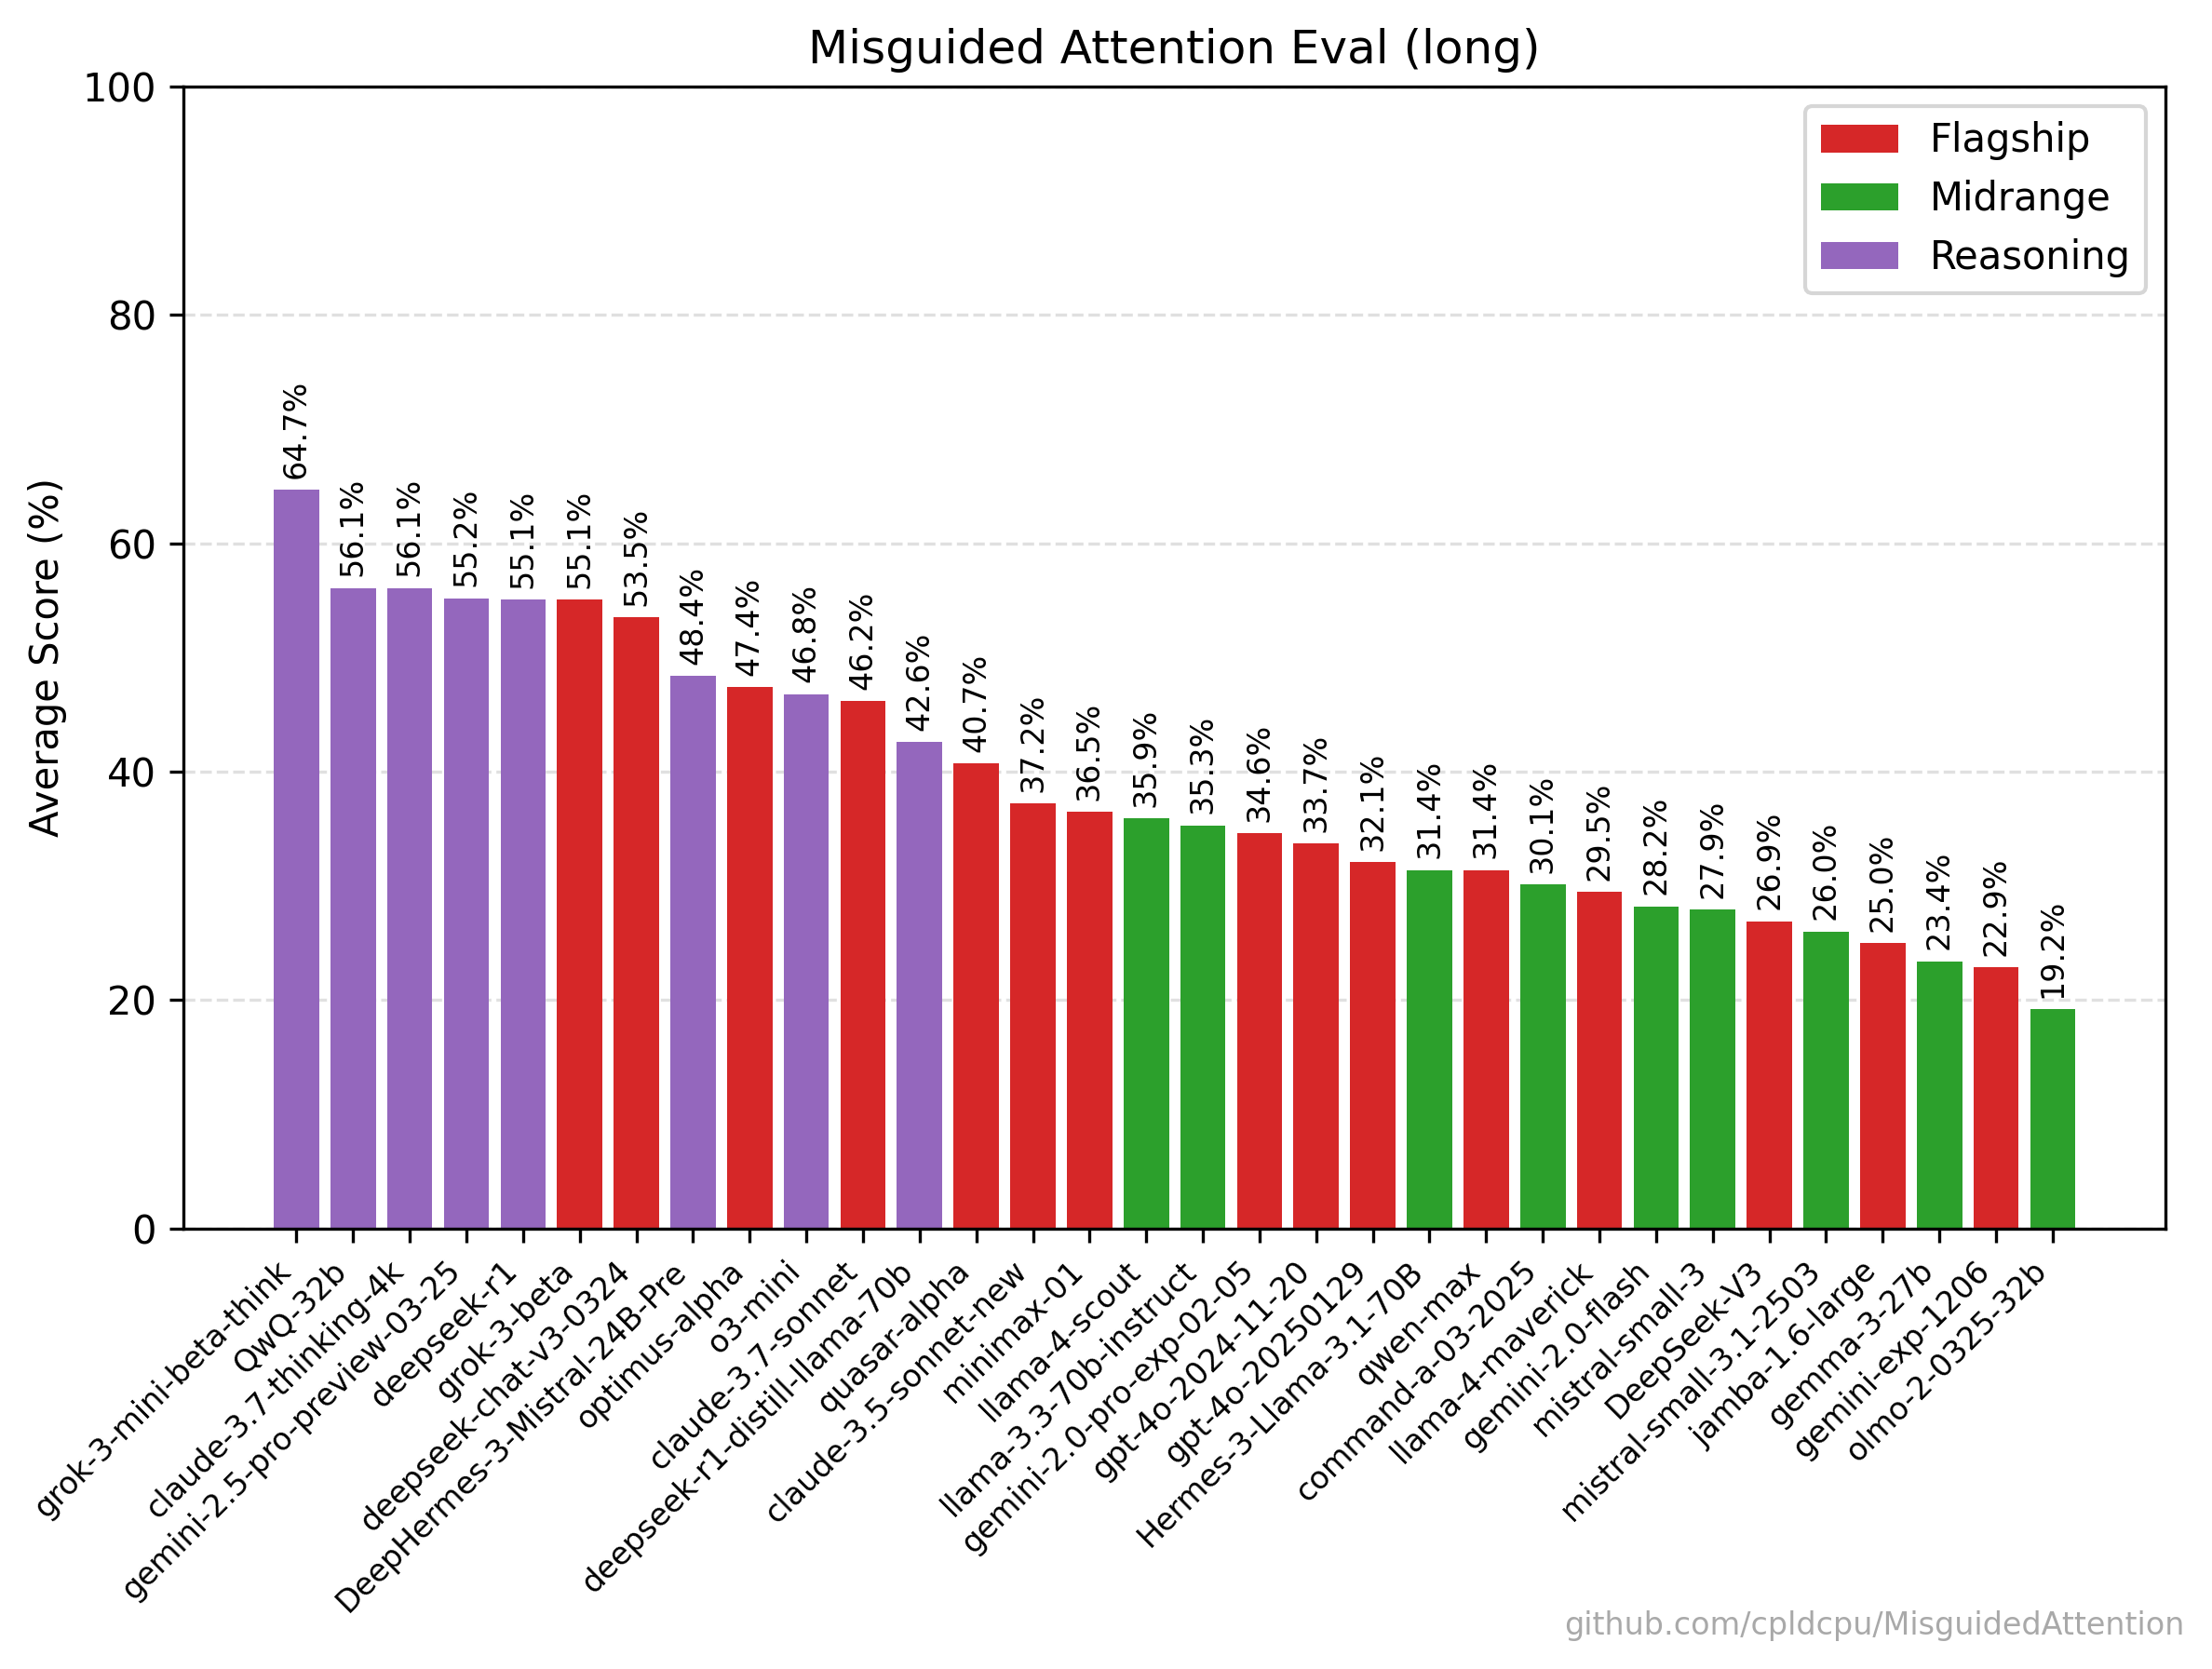 Misguided Attention Eval (long)
Average Score (%)
100
80
60
40
20
0
Flagship
Midrange
Reasoning
64.7%
56.1%
56.1%
55.2%
55.1%
55.1%
53.5%
48.4%
47.4%
46.8%
46.2%
42.6%
40.7%
37.2%
36.5%
35.9%
35.3%
34.6%
33.7%
32.1%
31.4%
31.4%
30.1%
29.5%
28.2%
27.9%
26.9%
26.0%
25.0%
23.4%
22.9%
19.2%
grok-3-mini-beta-think
QwQ-32b
claude-3.7-thinking-4k
gemini-2.5-pro-preview-03-25
deepseek-r1
grok-3-beta
deepseek-chat-v3-0324
DeepHermes-3-Mistral-24B-Pre
optimus-alpha
o3-mini
claude-3.7-sonnet
deepseek-r1-distill-llama-70b
quasar-alpha
claude-3.5-sonnet-new
minimax-01
llama-4-scout
llama-3.3-70b-instruct
gemini-2.0-pro-exp-02-05
gpt-4o-2024-11-20
gpt-4o-20250129
Hermes-3-Llama-3.1-70B
qwen-max
command-a-03-2025
llama-4-maverick
gemini-2.0-flash
mistral-small-3
DeepSeek-V3
mistral-small-3.1-2503
jamba-1.6-large
gemma-3-27b
gemini-exp-1206
olmo-2-0325-32b
github.com/cpldcpu/MisguidedAttention